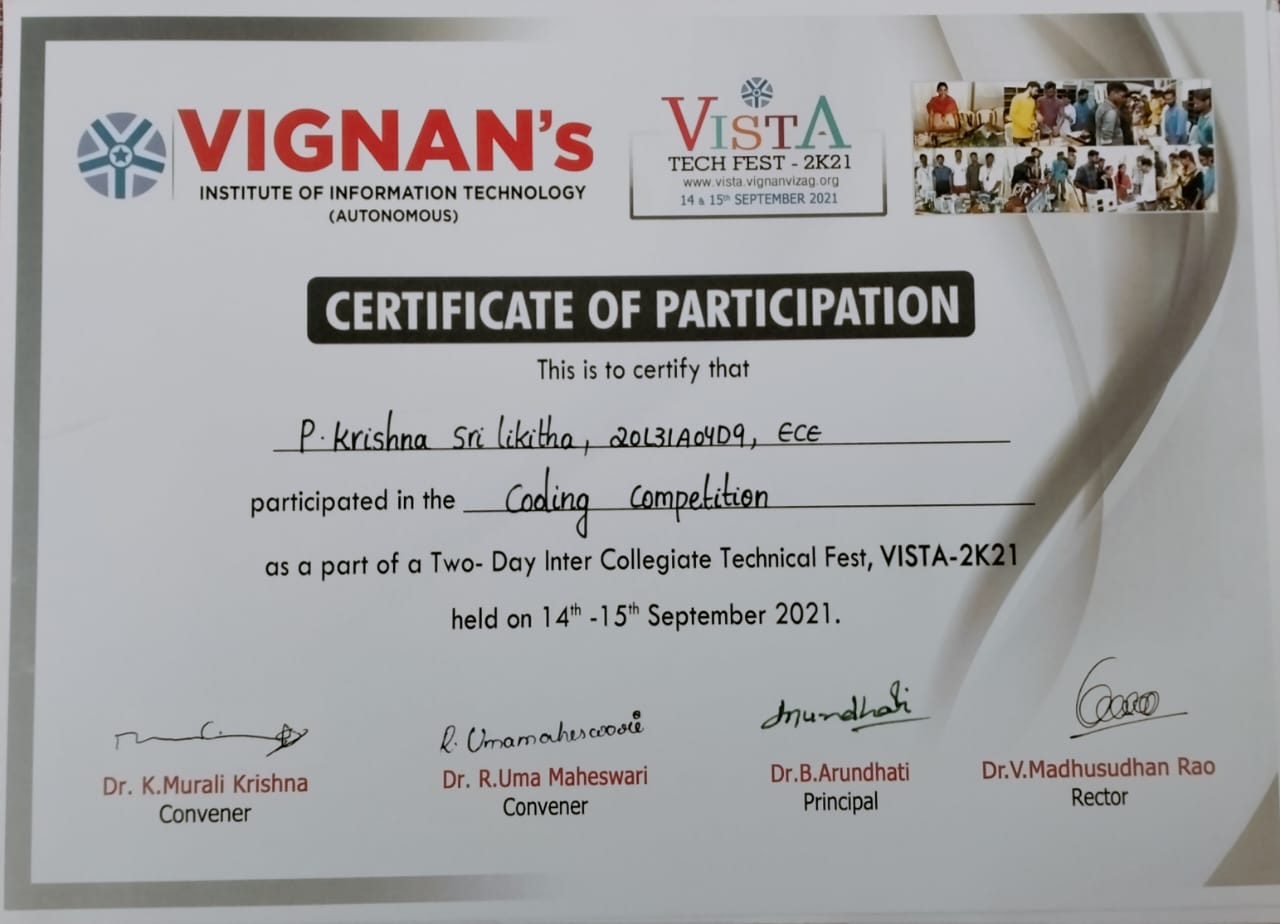 VIGNAN's
INSTITUTE OF INFORMATION TECHNOLOGY
(AUTONOMOUS)
VISTA
TECH FEST - 2K21
www.vista.vignanvizag.org
14 & 15th SEPTEMBER 2021
CERTIFICATE OF PARTICIPATION
This is to certify that
P. Krishna Sri likitha, 20L31A04D9, ECE
participated in the Coding Competition
as a part of a Two- Day Inter Collegiate Technical Fest, VISTA-2K21
held on 14th -15th September 2021.
R. Umamaheswari
Arundhati
Dr. K.Murali Krishna
Convener
Dr. R.Uma Maheswari
Convener
Dr.B.Arundhati
Principal
Dr.V.Madhusudhan Rao
Rector